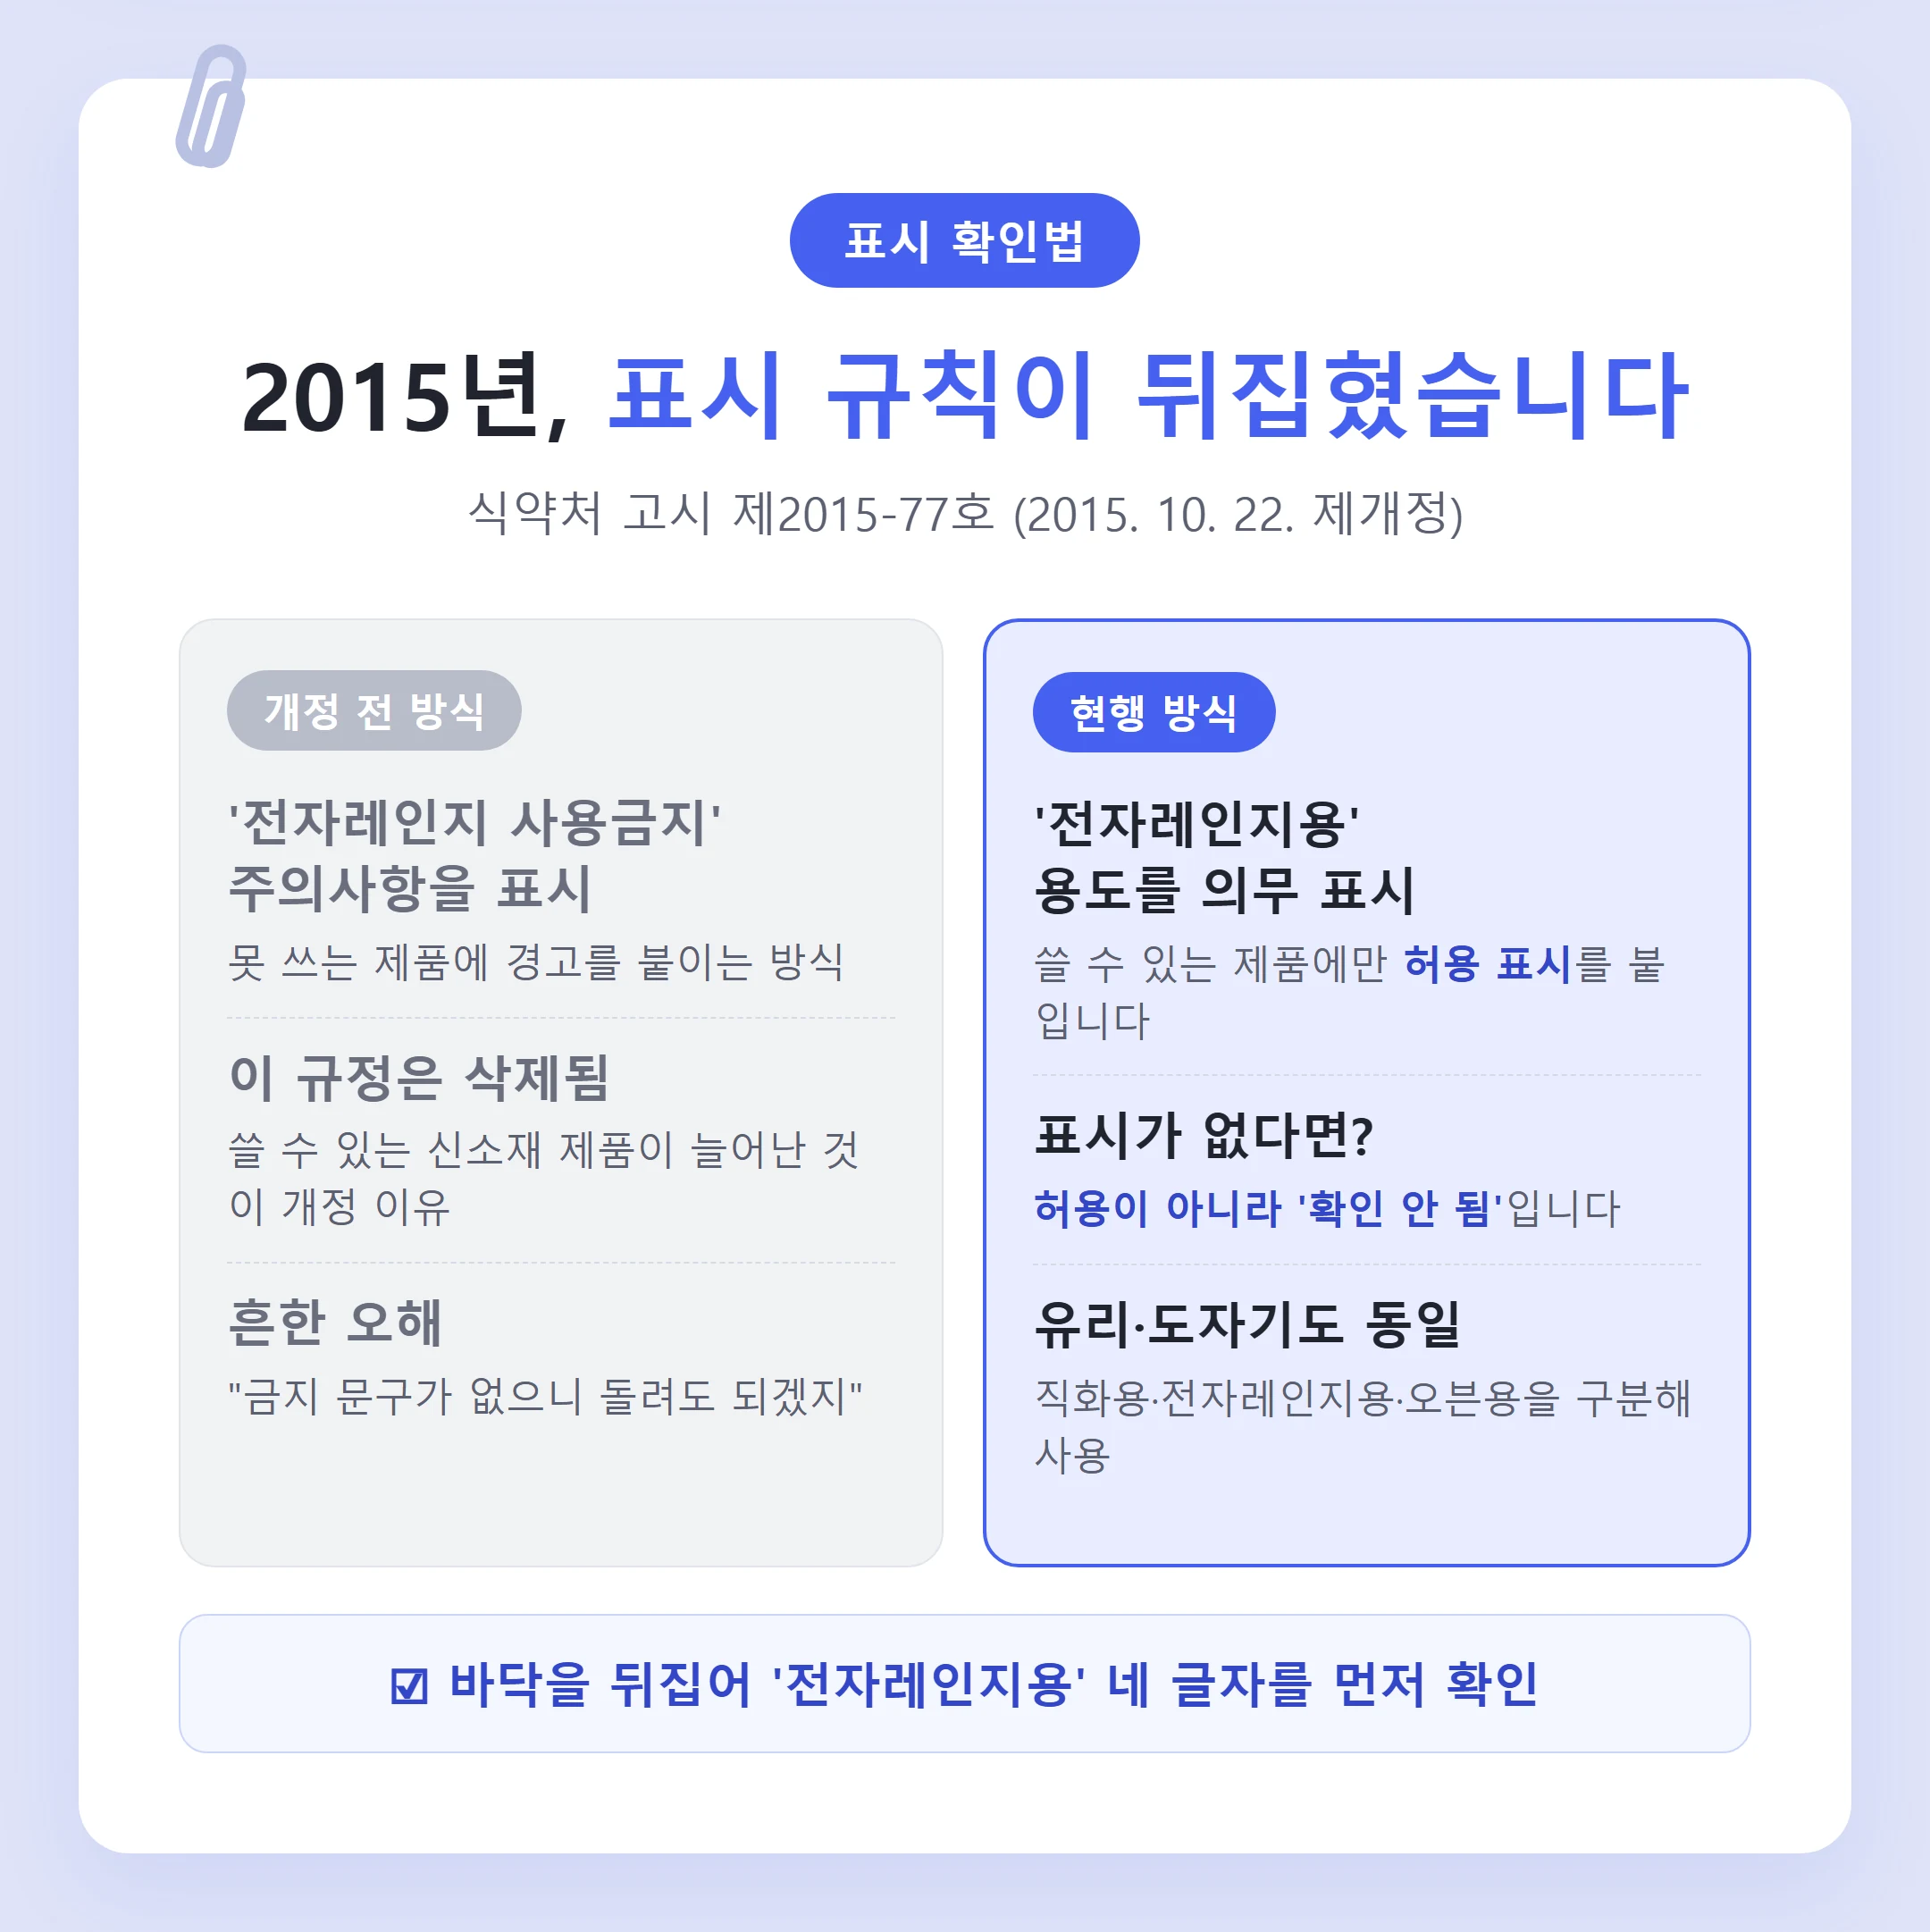 표시 확인법
2015년, 표시 규칙이 뒤집혔습니다
식약처 고시 제2015-77호 (2015. 10. 22. 제개정)
개정 전 방식
'전자레인지 사용금지'
주의사항을 표시
못 쓰는 제품에 경고를 붙이는 방식
이 규정은 삭제됨
쓸 수 있는 신소재 제품이 늘어난 것
이 개정 이유
흔한 오해
"금지 문구가 없으니 돌려도 되겠지"
현행 방식
'전자레인지용'
용도를 의무 표시
쓸 수 있는 제품에만 허용 표시를 붙
입니다
표시가 없다면?
허용이 아니라 '확인 안 됨'입니다
유리·도자기도 동일
직화용·전자레인지용·오븐용을 구분해
사용
☑ 바닥을 뒤집어 '전자레인지용' 네 글자를 먼저 확인